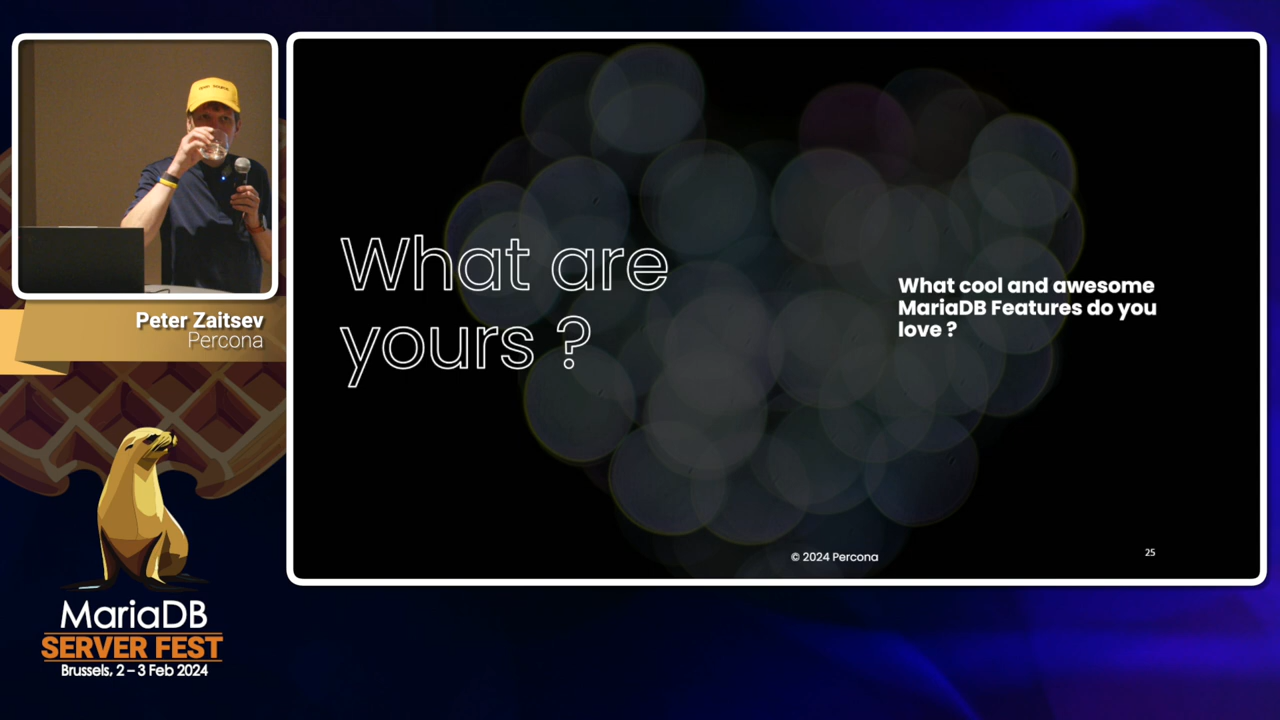 Peter Zaitsev
Percona
MariaDB
SERVER FEST
Brussels, 2 – 3 Feb 2024
What are
yours ?
What cool and awesome
MariaDB Features do you
love ?
© 2024 Percona
25